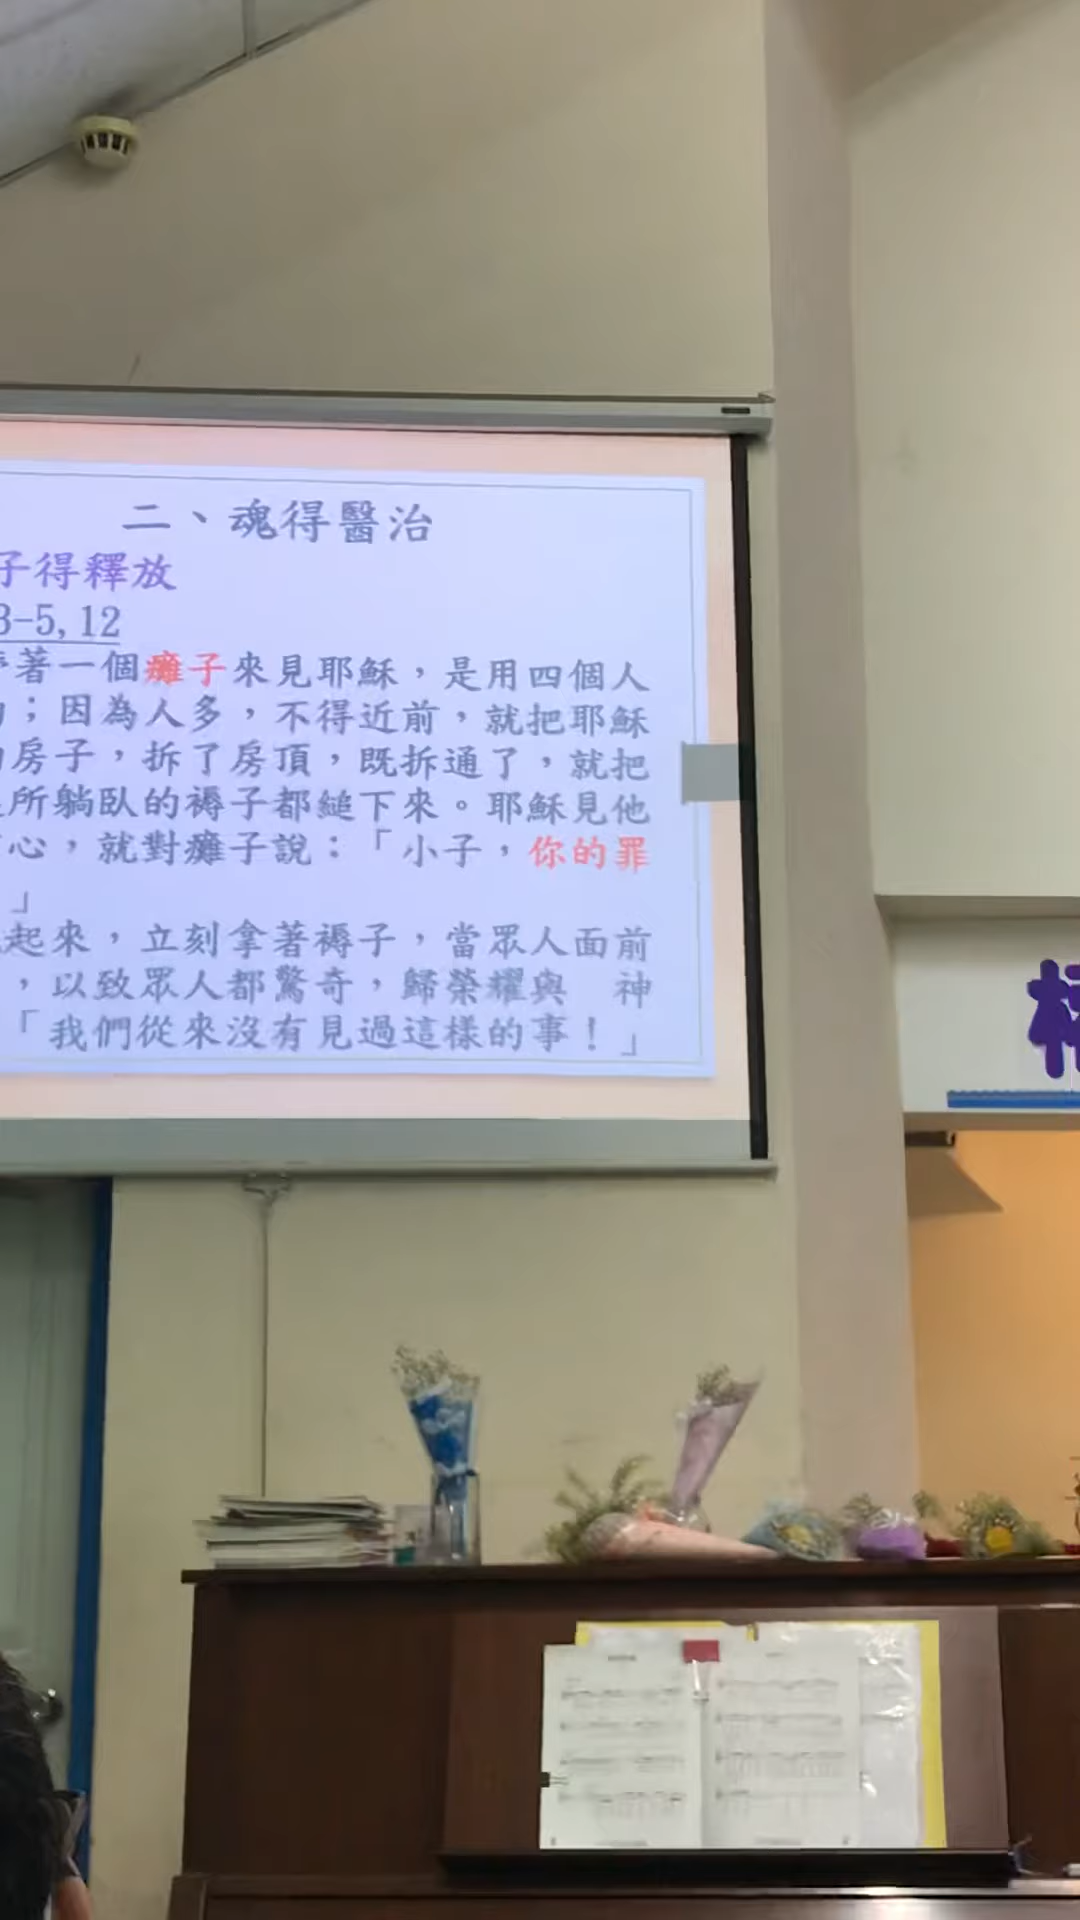 二、魂得醫治
子得釋放
3-5,12
著一個癱子來見耶穌，是用四個人
；因為人多，不得近前，就把耶穌
房子，拆了房頂，既拆通了，就把
所躺臥的褥子都縋下來。耶穌見他
心，就對癱子說：「小子，你的罪
」
起來，立刻拿著褥子，當眾人面前
，以致眾人都驚奇，歸榮耀與　神
「我們從來沒有見過這樣的事！」